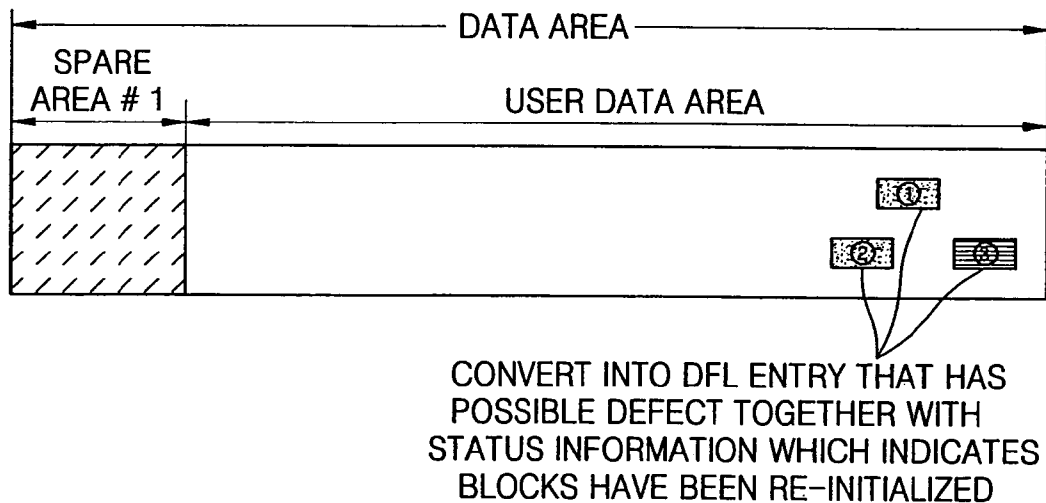 DATA AREA
SPARE
AREA # 1
USER DATA AREA
①
②
③
CONVERT INTO DFL ENTRY THAT HAS
POSSIBLE DEFECT TOGETHER WITH
STATUS INFORMATION WHICH INDICATES
BLOCKS HAVE BEEN RE-INITIALIZED